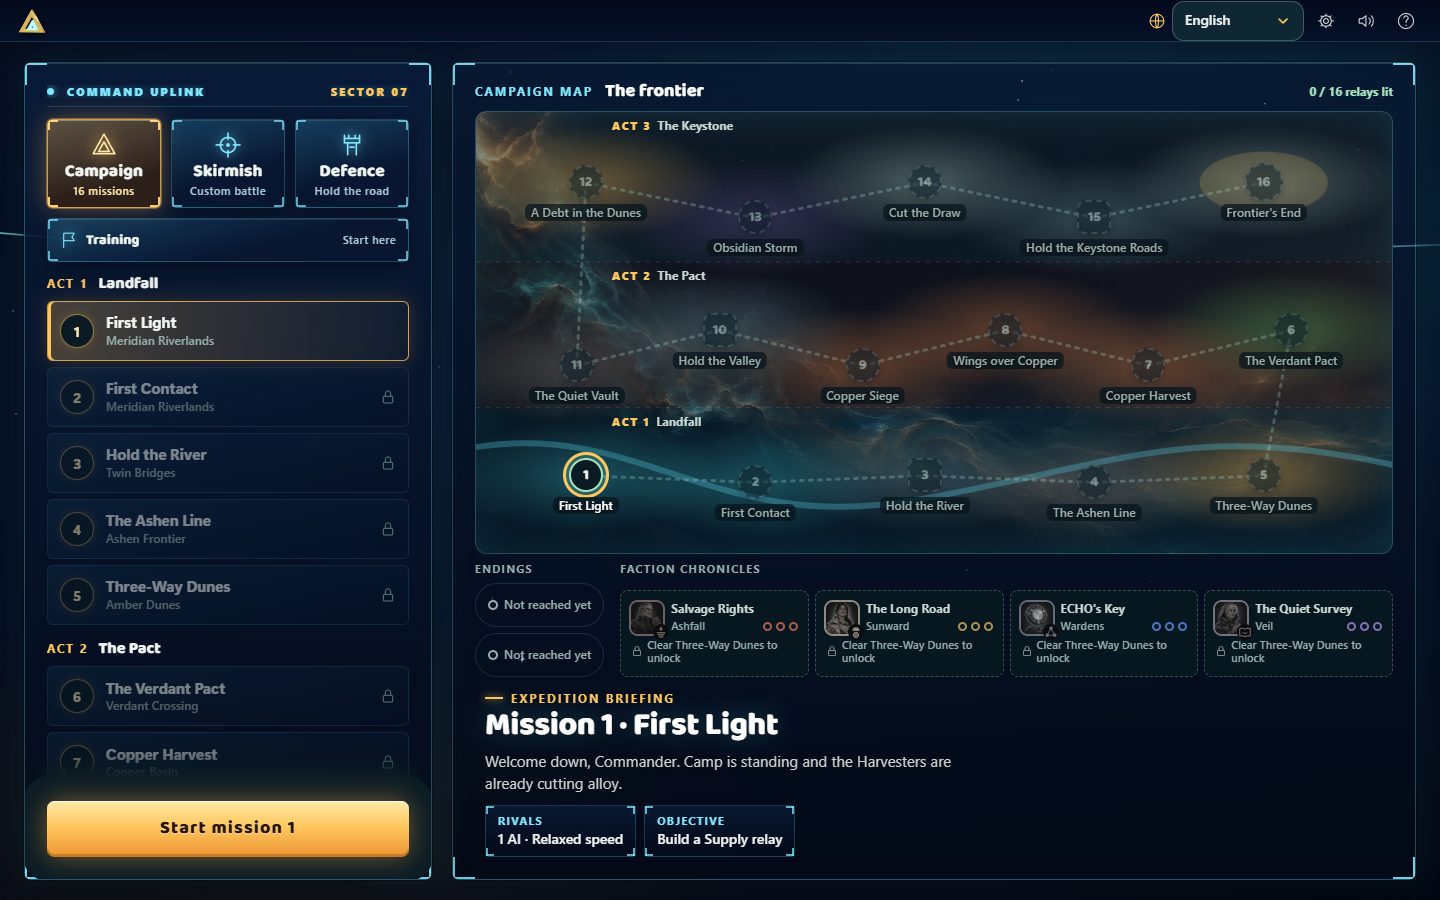 English
COMMAND UPLINK
SECTOR 07
Campaign
16 missions
Skirmish
Custom battle
Defence
Hold the road
Training
Start here
ACT 1 Landfall
1
First Light
Meridian Riverlands
2
First Contact
Meridian Riverlands
3
Hold the River
Twin Bridges
4
The Ashen Line
Ashen Frontier
5
Three-Way Dunes
Amber Dunes
ACT 2 The Pact
6
The Verdant Pact
Verdant Crossing
7
Copper Harvest
Copper Basin
Start mission 1
CAMPAIGN MAP The frontier
0 / 16 relays lit
ACT 3 The Keystone
12
A Debt in the Dunes
13
Obsidian Storm
14
Cut the Draw
15
Hold the Keystone Roads
16
Frontier's End
ACT 2 The Pact
11
The Quiet Vault
10
Hold the Valley
9
Copper Siege
8
Wings over Copper
7
Copper Harvest
6
The Verdant Pact
ACT 1 Landfall
1
First Light
2
First Contact
3
Hold the River
4
The Ashen Line
5
Three-Way Dunes
ENDINGS
Not reached yet
Not reached yet
FACTION CHRONICLES
Salvage Rights
Ashfall
Clear Three-Way Dunes to
unlock
The Long Road
Sunward
Clear Three-Way Dunes to
unlock
ECHO's Key
Wardens
Clear Three-Way Dunes to
unlock
The Quiet Survey
Veil
Clear Three-Way Dunes to
unlock
EXPEDITION BRIEFING
Mission 1 · First Light
Welcome down, Commander. Camp is standing and the Harvesters are
already cutting alloy.
RIVALS
1 AI · Relaxed speed
OBJECTIVE
Build a Supply relay